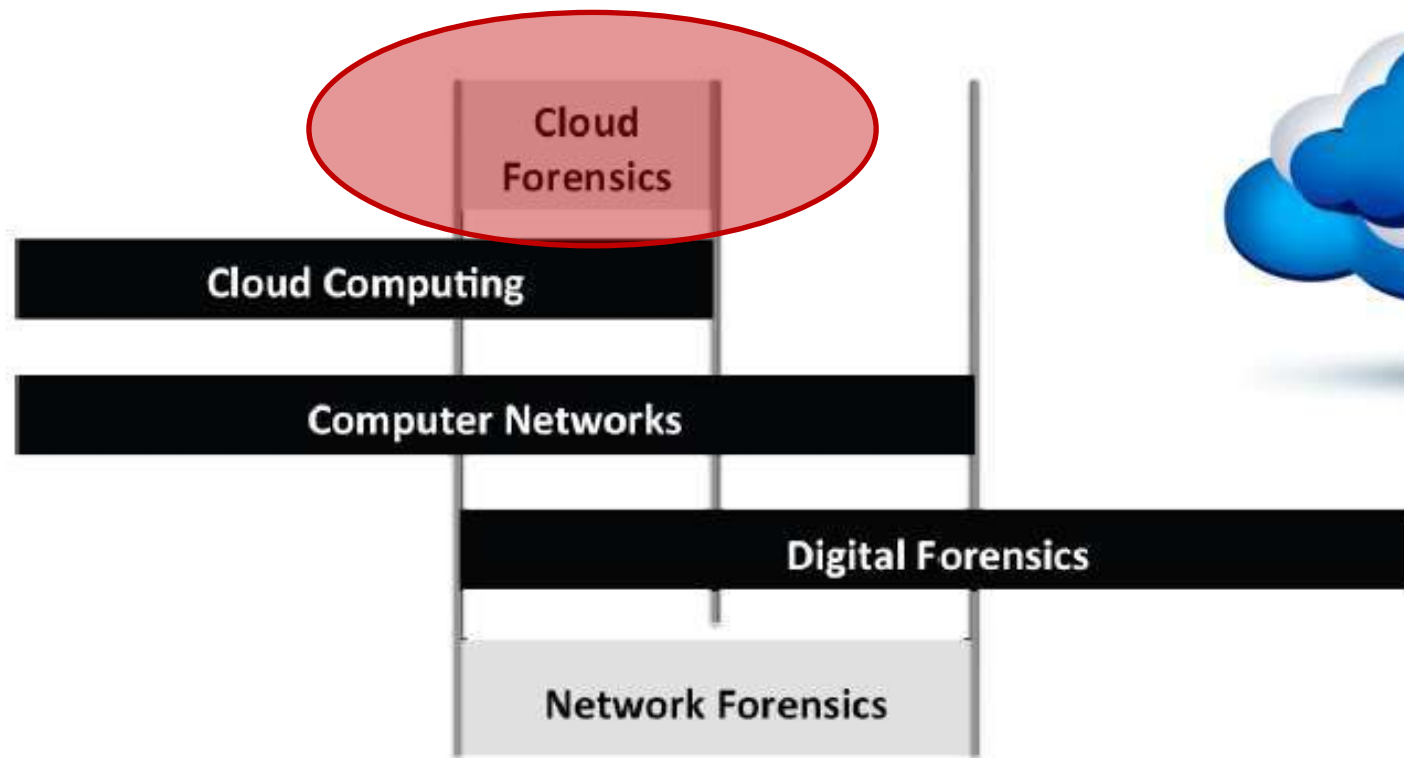 Cloud
Forensics
Cloud Computing
Computer Networks
Digital Forensics
Network Forensics